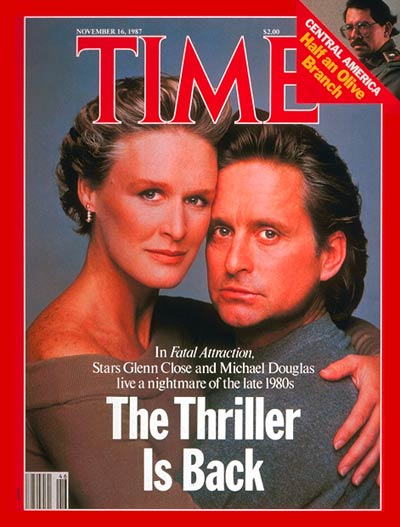 NOVEMBER 16, 1987
$2.00
TIME
CENTRAL AMERICA
Half an Olive
Branch
In Fatal Attraction,
Stars Glenn Close and Michael Douglas
live a nightmare of the late 1980s
The Thriller
Is Back
46